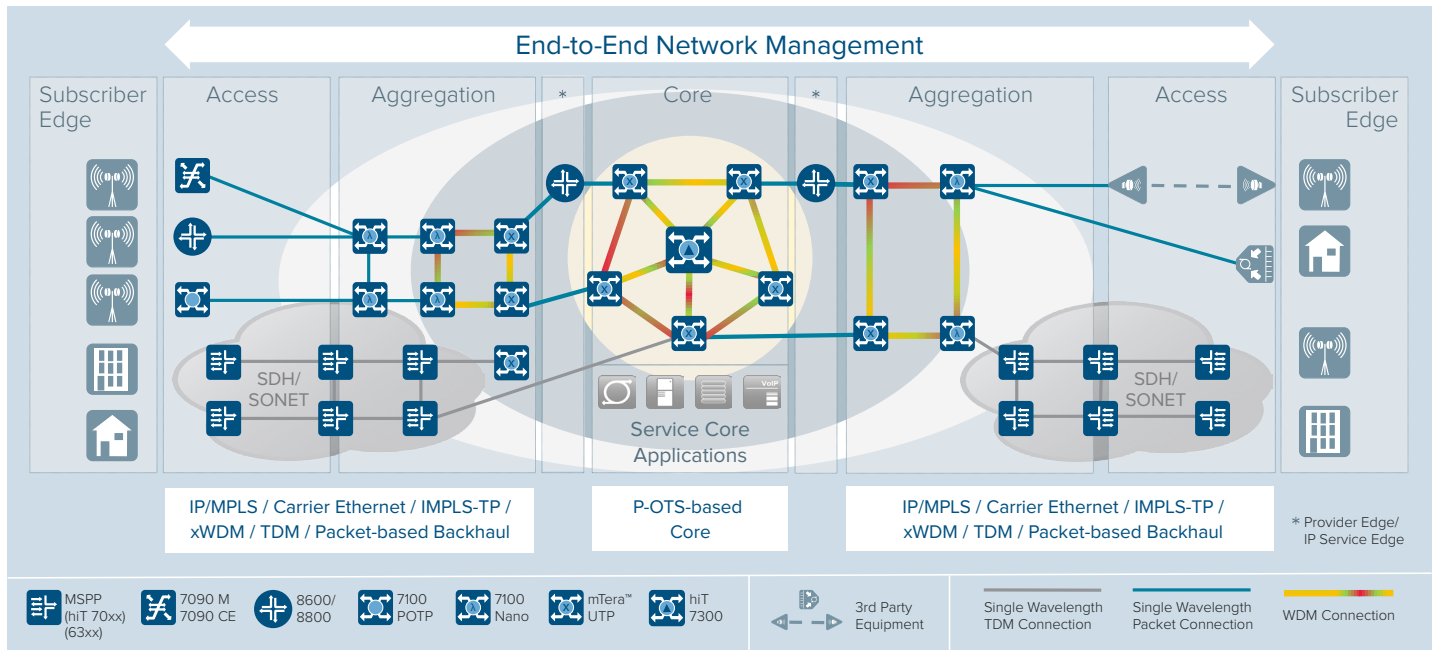 End-to-End Network Management
Subscriber
Edge
Access
Aggregation
*
Core
*
Aggregation
Access
Subscriber
Edge
SDH/
SONET
VoIP
Service Core
Applications
SDH/
SONET
IP/MPLS / Carrier Ethernet / IMPLS-TP /
xWDM / TDM / Packet-based Backhaul
P-OTS-based
Core
IP/MPLS / Carrier Ethernet / IMPLS-TP /
xWDM / TDM / Packet-based Backhaul
* Provider Edge/
IP Service Edge
MSPP
(hiT 70xx)
(63xx)
7090 M
7090 CE
8600/
8800
7100
POTP
7100
Nano
mTera™
UTP
hiT
7300
3rd Party
Equipment
Single Wavelength
TDM Connection
Single Wavelength
Packet Connection
WDM Connection